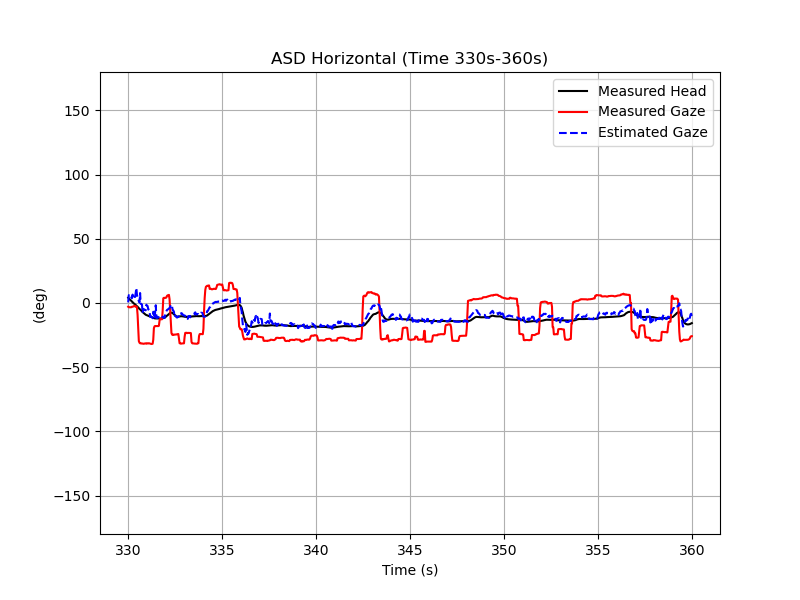 ASD Horizontal (Time 330s-360s)
Measured Head
Measured Gaze
Estimated Gaze
(deg)
150
100
50
0
−50
−100
−150
330 335 340 345 350 355 360
Time (s)